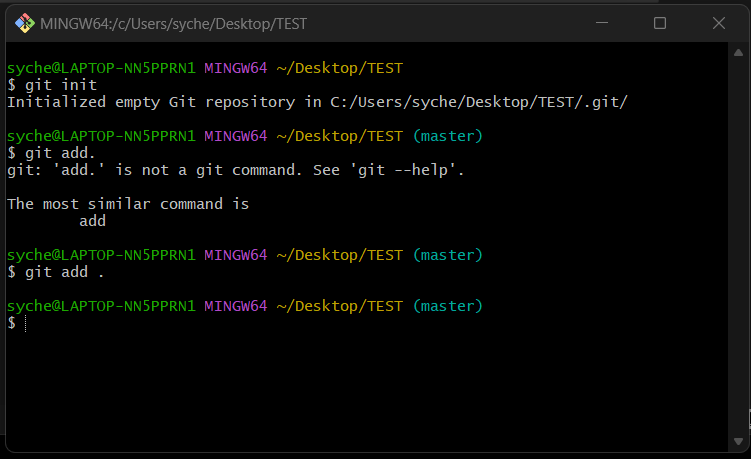 MINGW64:/c/Users/syche/Desktop/TEST
syche@LAPTOP-NN5PPRN1 MINGW64 ~/Desktop/TEST
$ git init
Initialized empty Git repository in C:/Users/syche/Desktop/TEST/.git/
syche@LAPTOP-NN5PPRN1 MINGW64 ~/Desktop/TEST (master)
$ git add.
git: 'add.' is not a git command. See 'git --help'.
The most similar command is
        add
syche@LAPTOP-NN5PPRN1 MINGW64 ~/Desktop/TEST (master)
$ git add .
syche@LAPTOP-NN5PPRN1 MINGW64 ~/Desktop/TEST (master)
$